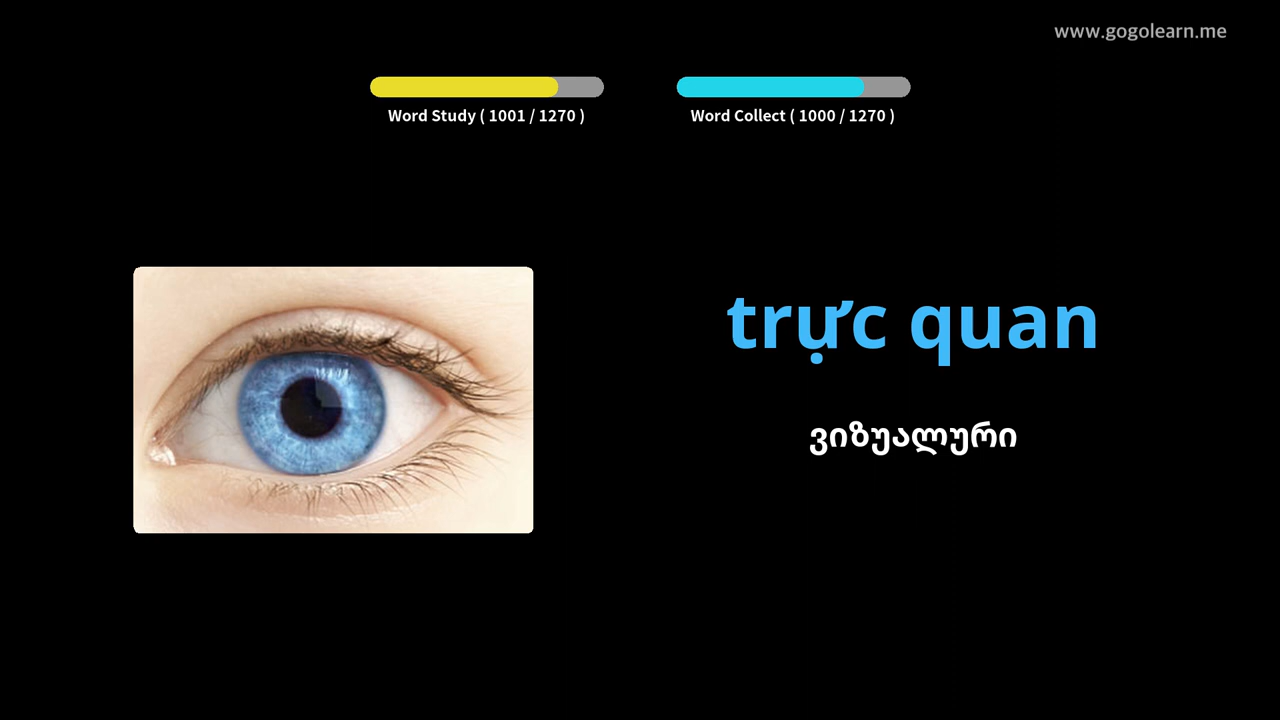 www.gogolearn.me
Word Study ( 1001 / 1270 )
Word Collect ( 1000 / 1270 )
trực quan
ვიზუალური